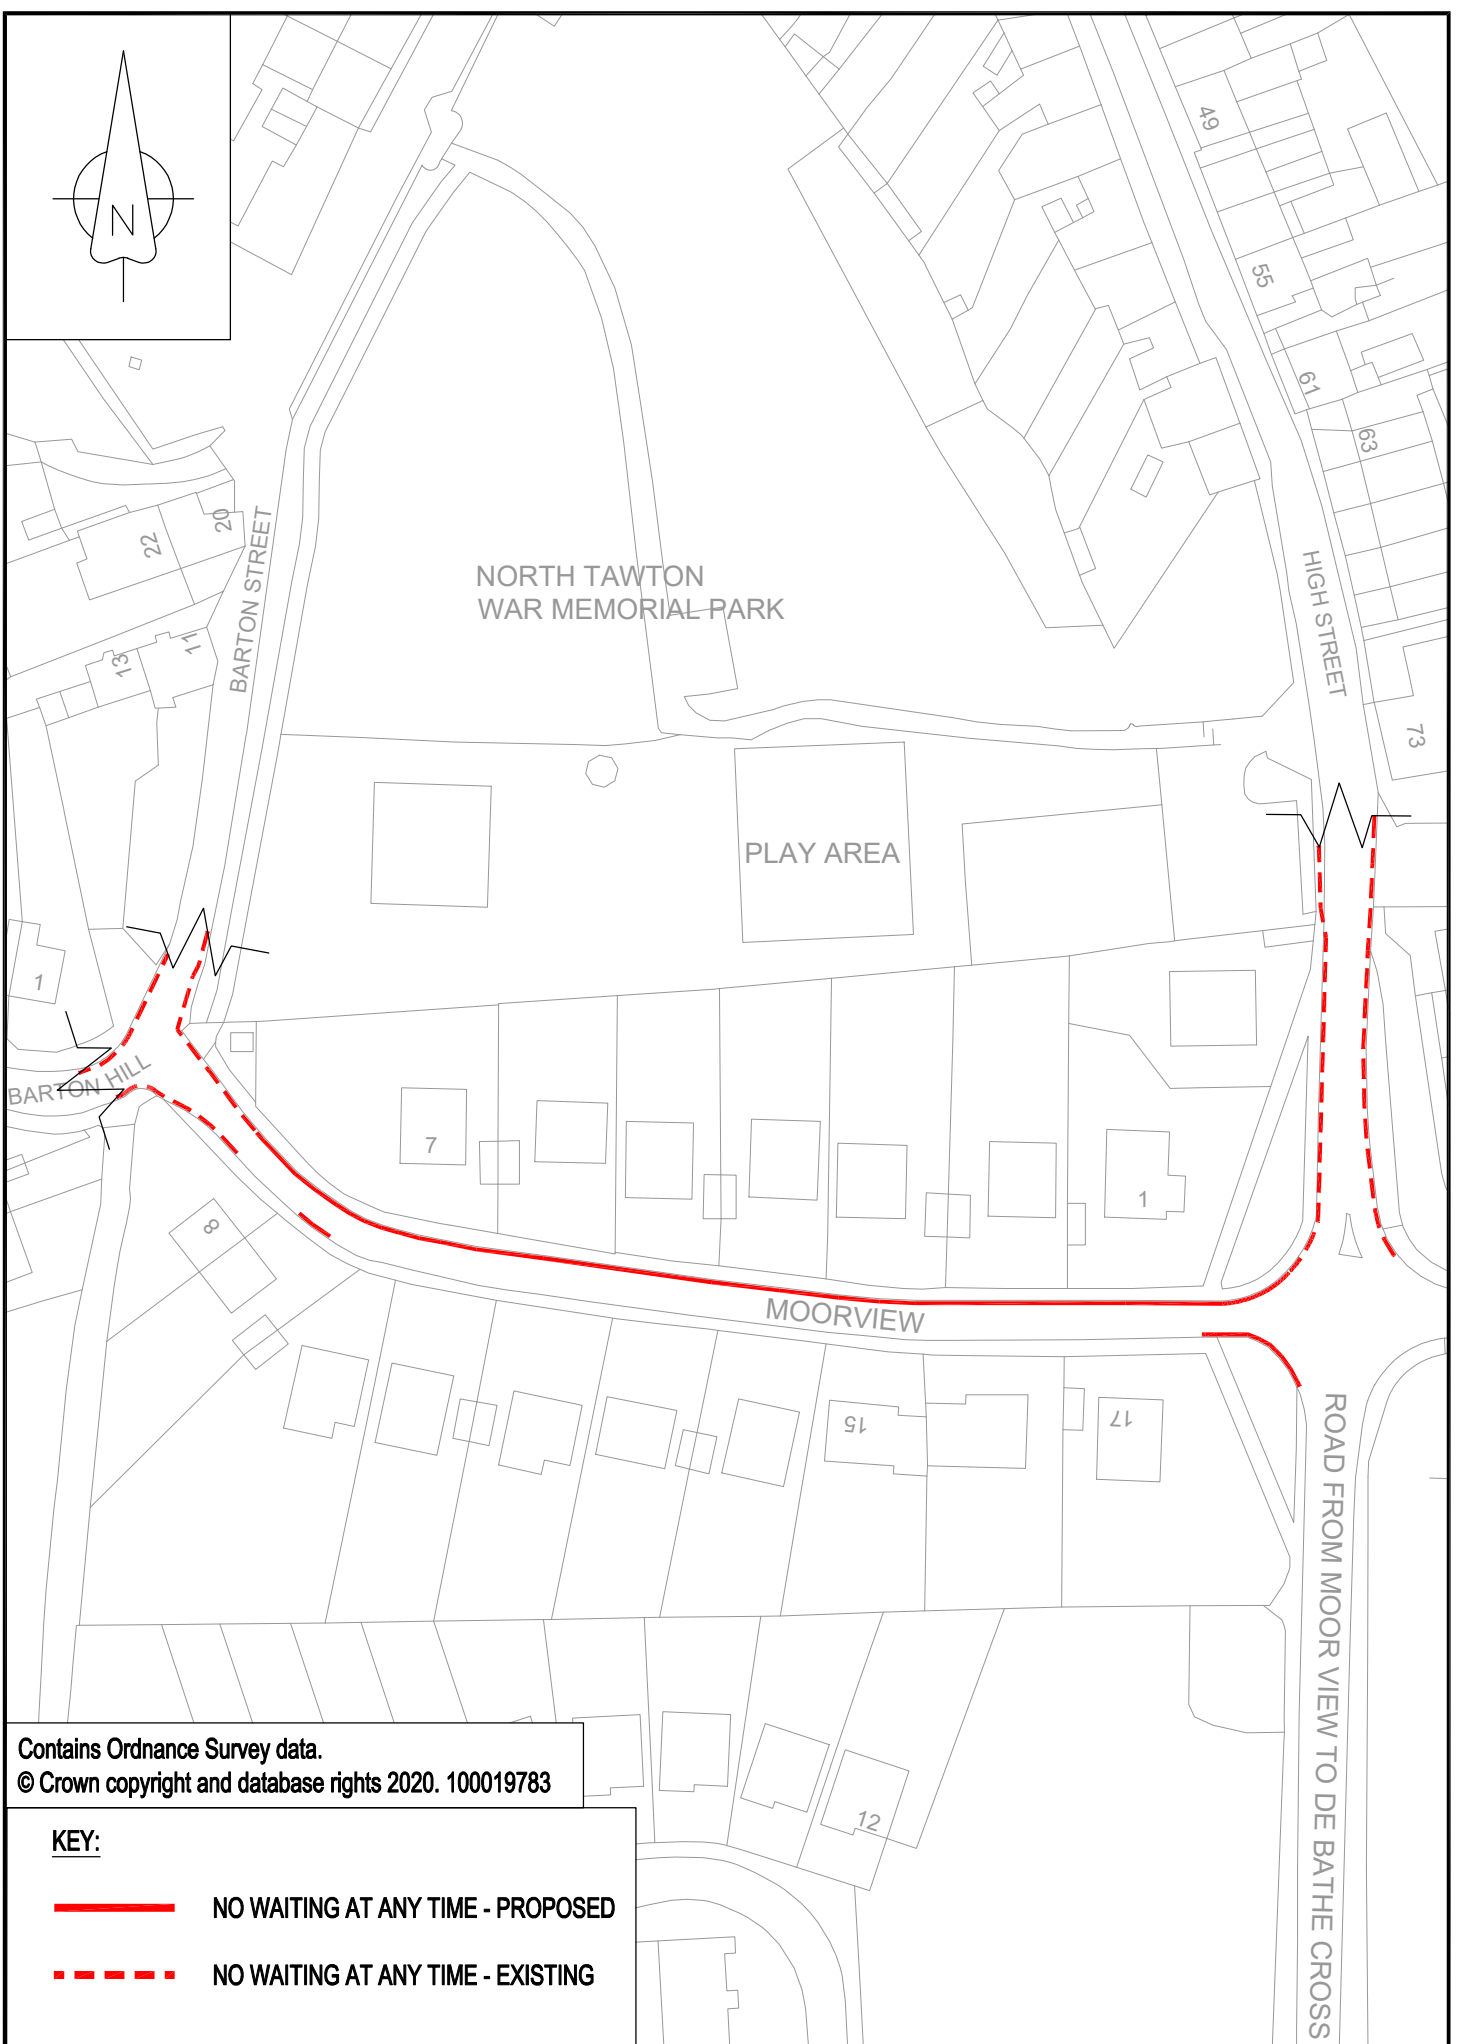 N
49
55
61
63
20
22
BARTON STREET
NORTH TAWTON
WAR MEMORIAL PARK
HIGH STREET
11
13
73
PLAY AREA
1
BARTON HILL
7
1
8
MOORVIEW
15
17
ROAD FROM MOOR VIEW TO DE BATHE CROSS
Contains Ordnance Survey data.
© Crown copyright and database rights 2020. 100019783
12
KEY:
NO WAITING AT ANY TIME - PROPOSED
NO WAITING AT ANY TIME - EXISTING